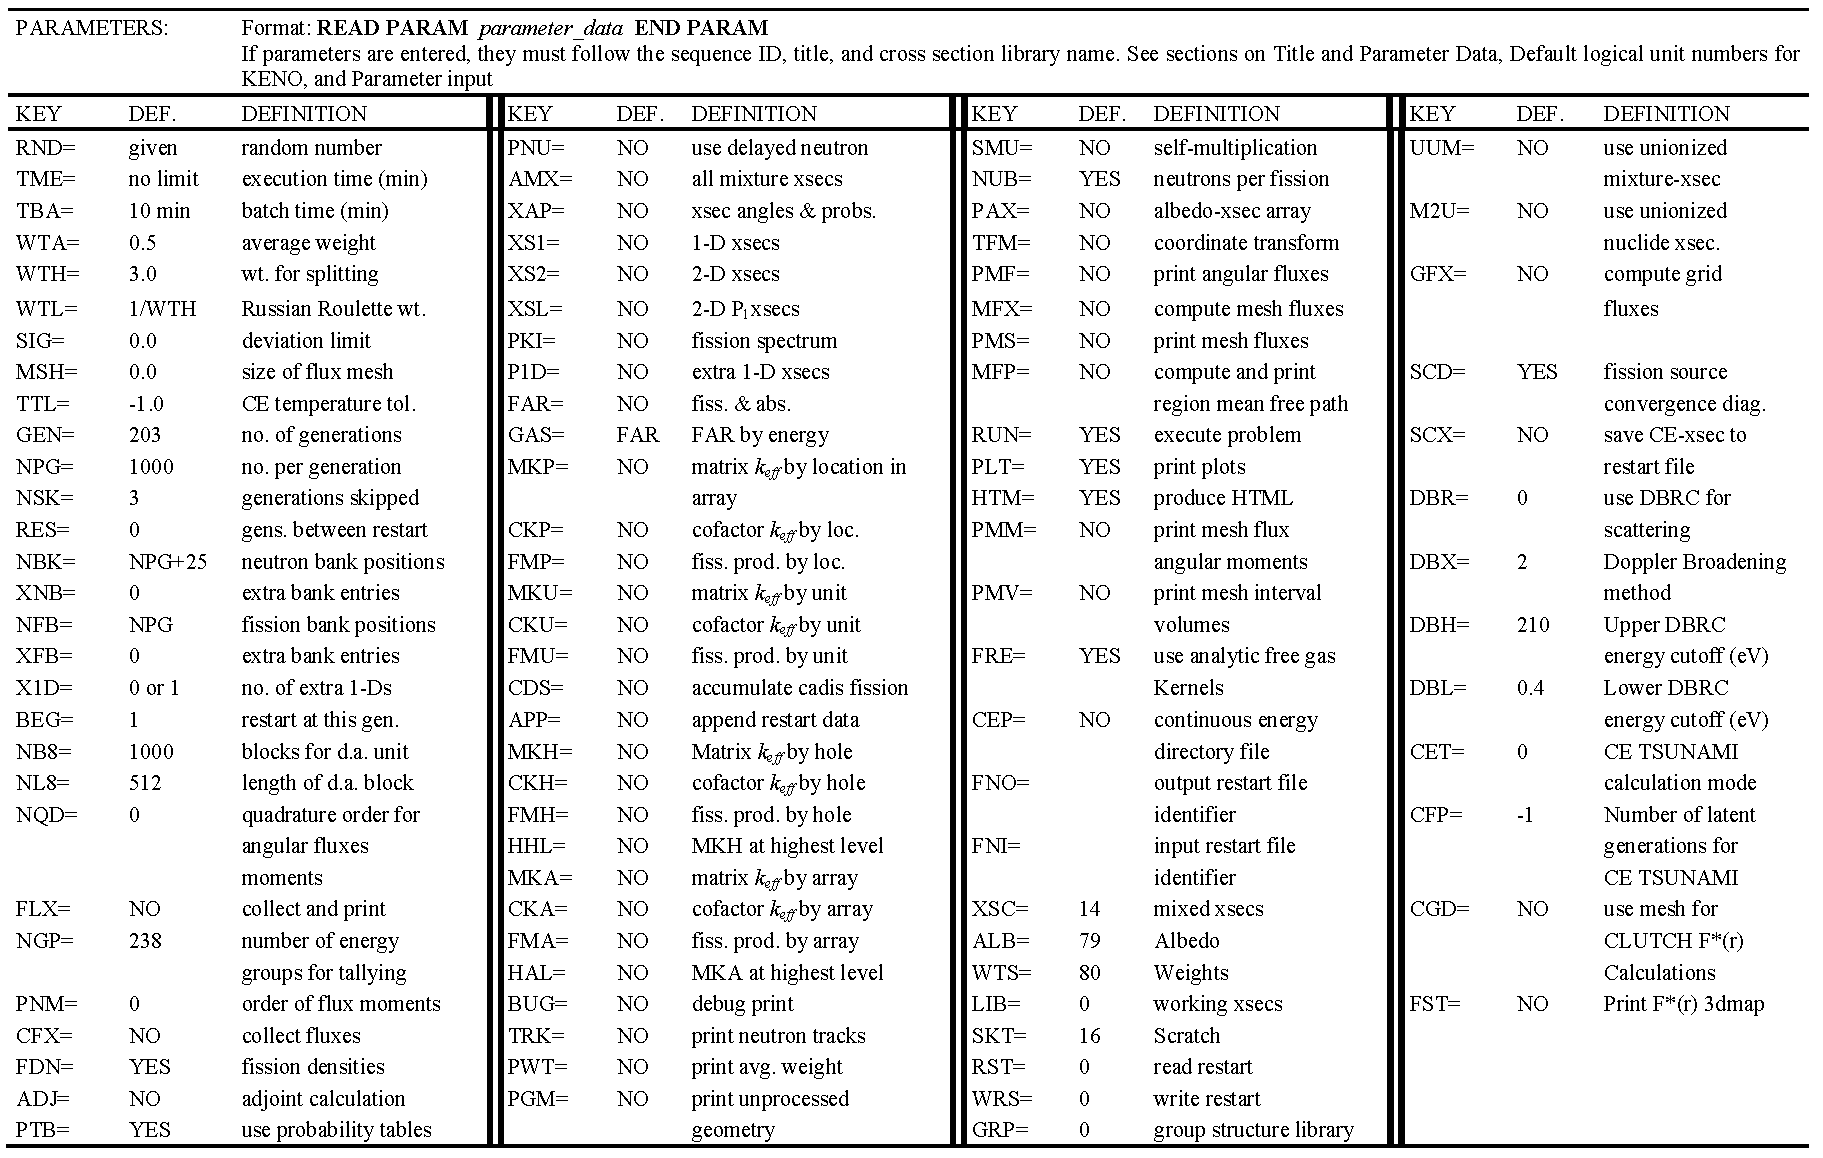 PARAMETERS: Format: READ PARAM parameter_data END PARAM
If parameters are entered, they must follow the sequence ID, title, and cross section library name. See sections on Title and Parameter Data, Default logical unit numbers for
KENO, and Parameter input
KEY DEF. DEFINITION KEY DEF. DEFINITION KEY DEF. DEFINITION KEY DEF. DEFINITION
RND= given random number PNU= NO use delayed neutron SMU= NO self-multiplication UUM= NO use unionized
TME= no limit execution time (min) AMX= NO all mixture xsecs NUB= YES neutrons per fission mixture-xsec
TBA= 10 min batch time (min) XAP= NO xsec angles & probs. PAX= NO albedo-xsec array M2U= NO use unionized
WTA= 0.5 average weight XS1= NO 1-D xsecs TFM= NO coordinate transform nuclide xsec.
WTH= 3.0 wt. for splitting XS2= NO 2-D xsecs PMF= NO print angular fluxes GFX= NO compute grid
WTL= 1/WTH Russian Roulette wt. XSL= NO 2-D Pl xsecs MFX= NO compute mesh fluxes fluxes
SIG= 0.0 deviation limit PKI= NO fission spectrum PMS= NO print mesh fluxes
MSH= 0.0 size of flux mesh P1D= NO extra 1-D xsecs MFP= NO compute and print SCD= YES fission source
TTL= -1.0 CE temperature tol. FAR= NO fiss. & abs. region mean free path convergence diag.
GEN= 203 no. of generations GAS= FAR FAR by energy RUN= YES execute problem SCX= NO save CE-xsec to
NPG= 1000 no. per generation MKP= NO matrix keff by location in PLT= YES print plots restart file
NSK= 3 generations skipped array HTM= YES produce HTML DBR= 0 use DBRC for
RES= 0 gens. between restart CKP= NO cofactor keff by loc. PMM= NO print mesh flux scattering
NBK= NPG+25 neutron bank positions FMP= NO fiss. prod. by loc. angular moments DBX= 2 Doppler Broadening
XNB= 0 extra bank entries MKU= NO matrix keff by unit PMV= NO print mesh interval method
NFB= NPG fission bank positions CKU= NO cofactor keff by unit volumes DBH= 210 Upper DBRC
XFB= 0 extra bank entries FMU= NO fiss. prod. by unit FRE= YES use analytic free gas energy cutoff (eV)
X1D= 0 or 1 no. of extra 1-Ds CDS= NO accumulate cadis fission Kernels DBL= 0.4 Lower DBRC
BEG= 1 restart at this gen. APP= NO append restart data CEP= NO continuous energy energy cutoff (eV)
NB8= 1000 blocks for d.a. unit MKH= NO Matrix keff by hole directory file CET= 0 CE TSUNAMI
NL8= 512 length of d.a. block CKH= NO cofactor keff by hole FNO= output restart file calculation mode
NQD= 0 quadrature order for FMH= NO fiss. prod. by hole identifier CFP= -1 Number of latent
angular fluxes HHL= NO MKH at highest level FNI= input restart file generations for
moments MKA= NO matrix keff by array identifier CE TSUNAMI
FLX= NO collect and print CKA= NO cofactor keff by array XSC= 14 mixed xsecs CGD= NO use mesh for
NGP= 238 number of energy FMA= NO fiss. prod. by array ALB= 79 Albedo CLUTCH F*(r)
groups for tallying HAL= NO MKA at highest level WTS= 80 Weights Calculations
PNM= 0 order of flux moments BUG= NO debug print LIB= 0 working xsecs FST= NO Print F*(r) 3dmap
CFX= NO collect fluxes TRK= NO print neutron tracks SKT= 16 Scratch
FDN= YES fission densities PWT= NO print avg. weight RST= 0 read restart
ADJ= NO adjoint calculation PGM= NO print unprocessed WRS= 0 write restart
PTB= YES use probability tables geometry GRP= 0 group structure library